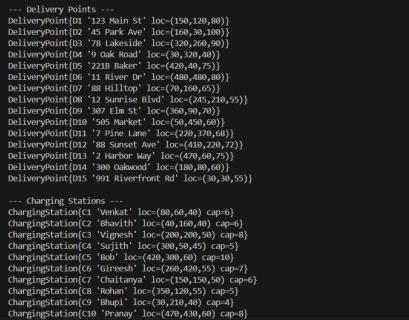 --- Delivery Points ---
DeliveryPoint{D1 '123 Main St' loc=(150,120,80)}
DeliveryPoint{D2 '45 Park Ave' loc=(160,30,100)}
DeliveryPoint{D3 '78 Lakeside' loc=(320,260,90)}
DeliveryPoint{D4 '9 Oak Road' loc=(30,320,40)}
DeliveryPoint{D5 '221B Baker' loc=(420,40,75)}
DeliveryPoint{D6 '11 River Dr' loc=(480,480,80)}
DeliveryPoint{D7 '88 Hilltop' loc=(70,160,65)}
DeliveryPoint{D8 '12 Sunrise Blvd' loc=(245,210,55)}
DeliveryPoint{D9 '307 Elm St' loc=(360,90,70)}
DeliveryPoint{D10 '505 Market' loc=(50,450,60)}
DeliveryPoint{D11 '7 Pine Lane' loc=(220,370,68)}
DeliveryPoint{D12 '88 Sunset Ave' loc=(410,220,72)}
DeliveryPoint{D13 '2 Harbor Way' loc=(470,60,75)}
DeliveryPoint{D14 '300 Oakwood' loc=(180,80,60)}
DeliveryPoint{D15 '991 Riverfront Rd' loc=(30,30,55)}
--- Charging Stations ---
ChargingStation{C1 'Venkat' loc=(80,60,40) cap=6}
ChargingStation{C2 'Bhavith' loc=(40,160,40) cap=6}
ChargingStation{C3 'Vignesh' loc=(200,200,50) cap=8}
ChargingStation{C4 'Sujith' loc=(300,50,45) cap=5}
ChargingStation{C5 'Bob' loc=(420,300,60) cap=10}
ChargingStation{C6 'Gireesh' loc=(260,420,55) cap=7}
ChargingStation{C7 'Chaitanya' loc=(150,150,50) cap=6}
ChargingStation{C8 'Rohan' loc=(350,120,55) cap=5}
ChargingStation{C9 'Bhupi' loc=(30,210,40) cap=4}
ChargingStation{C10 'Pranay' loc=(470,430,60) cap=8}